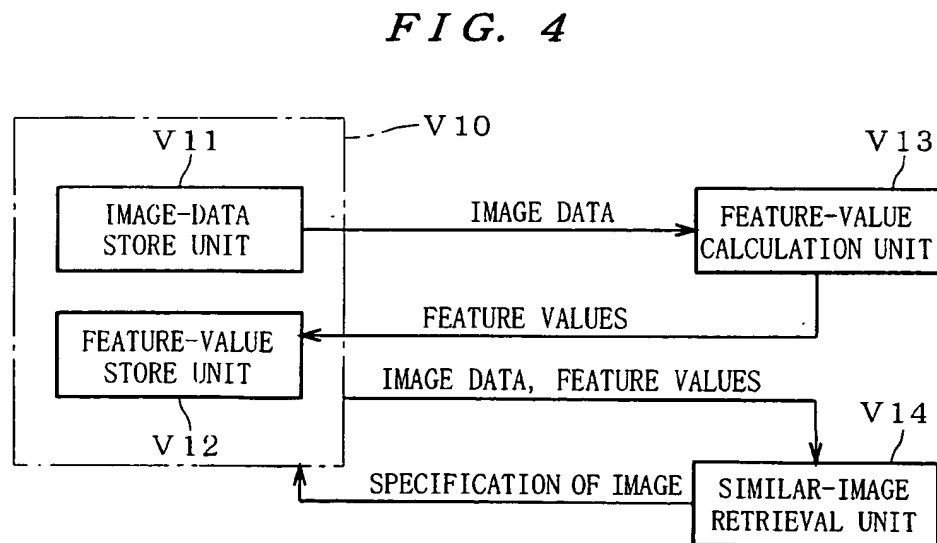 FIG. 4
V10
V11
V13
IMAGE-DATA
STORE UNIT
IMAGE DATA
FEATURE-VALUE
CALCULATION UNIT
FEATURE VALUES
FEATURE-VALUE
STORE UNIT
IMAGE DATA, FEATURE VALUES
V12
V14
SPECIFICATION OF IMAGE
SIMILAR-IMAGE
RETRIEVAL UNIT